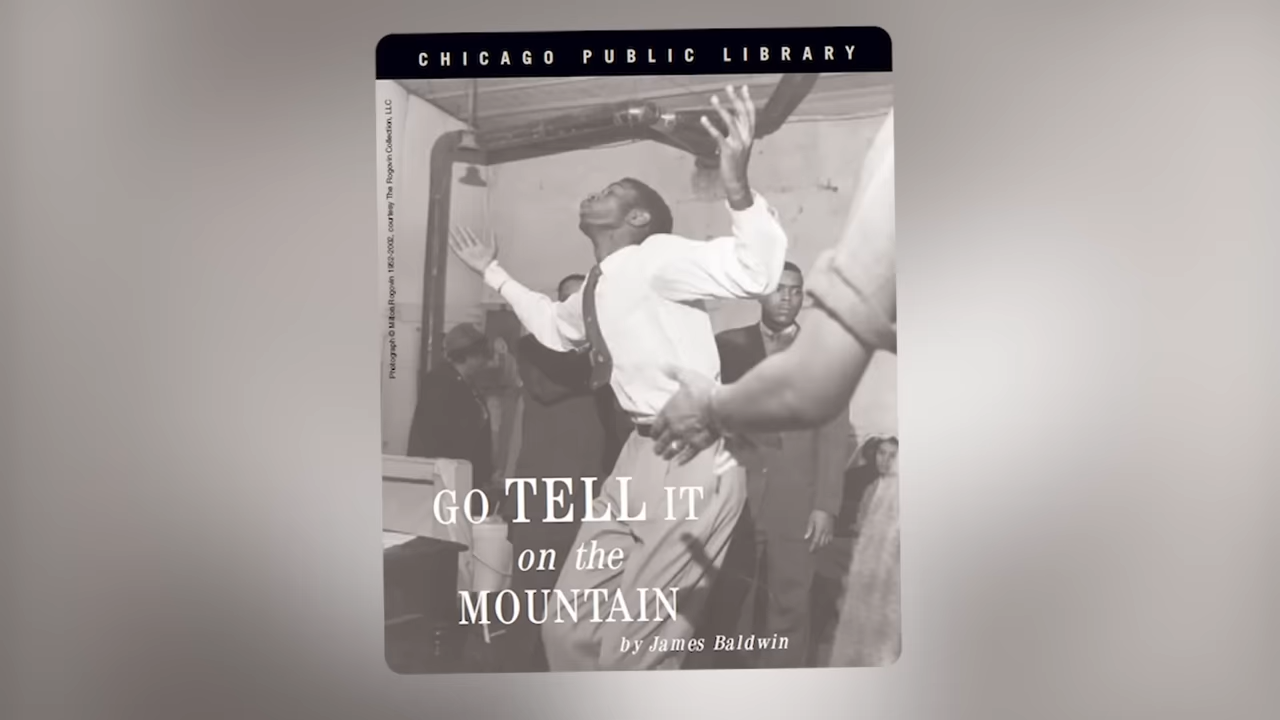 CHICAGO PUBLIC LIBRARY
Photograph © Milton Rogovin 1952-2002, courtesy The Rogovin Collection, LLC
GO TELL IT
on the
MOUNTAIN
by James Baldwin